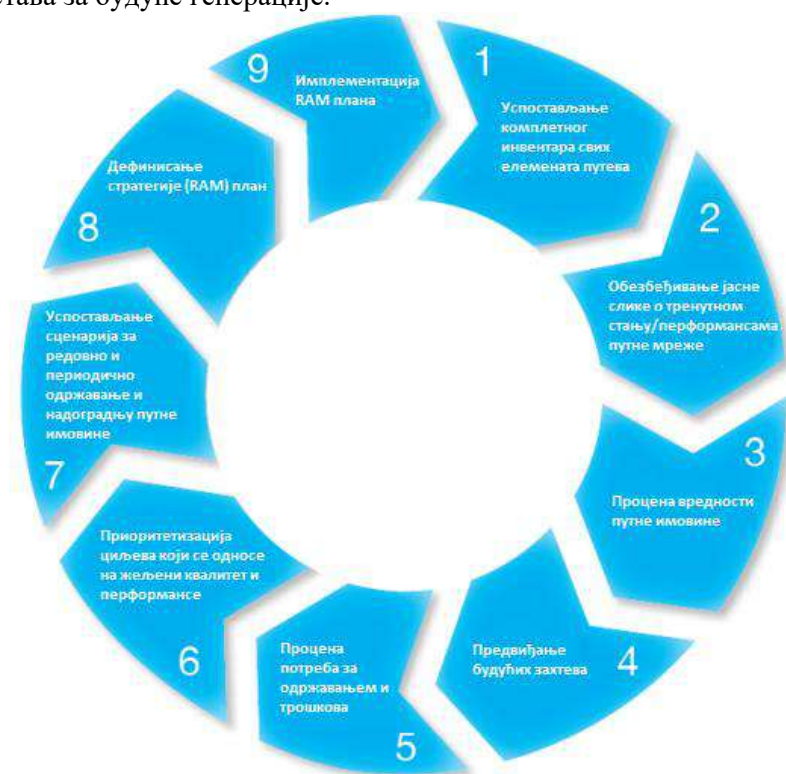 за будуће генерације.
1
Успостављање
комплетног
инвентара свих
елемената путева
2
Обезбеђивање јасне
слике о тренутном
стању/перформансама
путне мреже
3
Процена вредности
путне имовине
4
Предвиђање
будућих захтева
5
Процена
потреба за
одржавањем и
трошкова
6
Приоритетизација
циљева који се односе
на жељени квалитет и
перформансе
7
Успостављање
сценарија за
редовно и
периодично
одржавање и
надоградњу путне
имовине
8
Дефинисање
стратегије (RAM) план
9
Имплементација
RAM плана